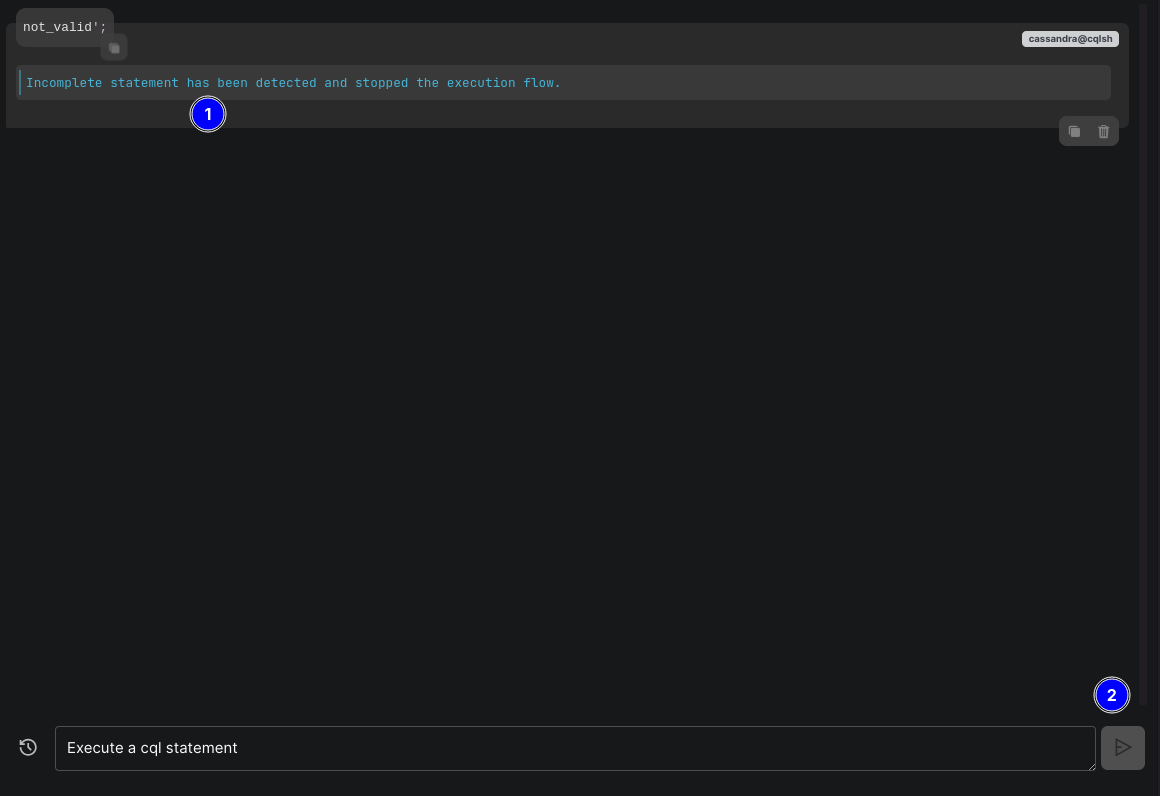 not_valid';
cassandra@cqlsh
Incomplete statement has been detected and stopped the execution flow.
1
2
Execute a cql statement